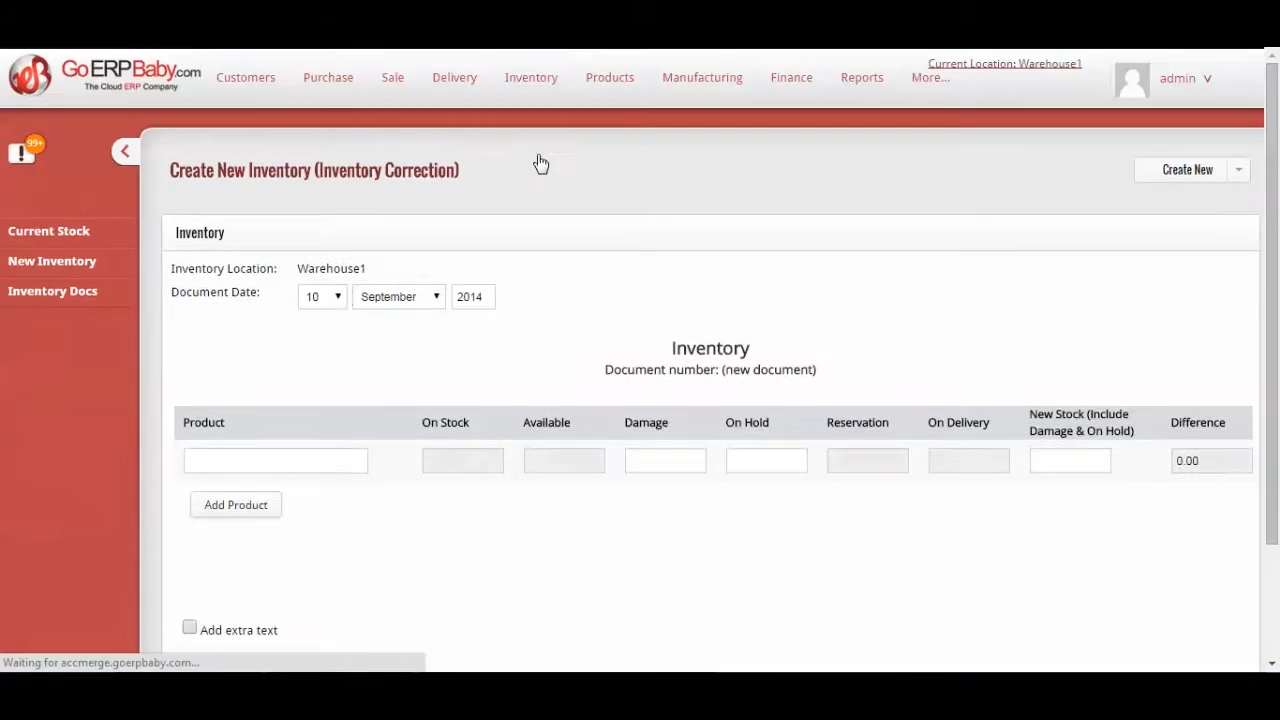 GoERPBaby.com
The Cloud ERP Company
Customers
Purchase
Sale
Delivery
Inventory
Products
Manufacturing
Finance
Reports
More...
Current Location: Warehouse1
admin
99+
Create New Inventory (Inventory Correction)
Create New
Current Stock
New Inventory
Inventory Docs
Inventory
Inventory Location: Warehouse1
Document Date: 10 September 2014
Inventory
Document number: (new document)
Product
On Stock
Available
Damage
On Hold
Reservation
On Delivery
New Stock (Include
Damage & On Hold)
Difference
0.00
Add Product
Add extra text
Waiting for accmerge.goerpbaby.com...